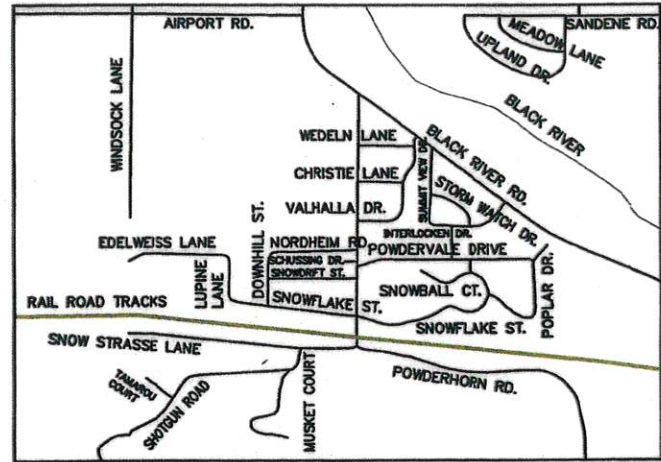 AIRPORT RD.
SANDENE RD.
MEADOW LANE
UPLAND DR.
WINDSOCK LANE
BLACK RIVER
BLACK RIVER RD.
WEDELN LANE
CHRISTIE LANE
SUMMIT VIEW DR.
STORM WATCH DR.
VALHALLA DR.
INTERLOCKEN DR.
EDELWEISS LANE
DOWNHILL ST.
NORDHEIM RD.
POWDERVALE DRIVE
SCHUSSING DR.
SNOWDRIFT ST.
LUPINE
LANE
SNOWBALL CT.
POPLAR DR.
RAIL ROAD TRACKS
SNOWFLAKE ST.
SNOWFLAKE ST.
SNOW STRASSE LANE
POWDERHORN RD.
TAMAROU
COURT
SHOTGUN ROAD
MUSKET COURT